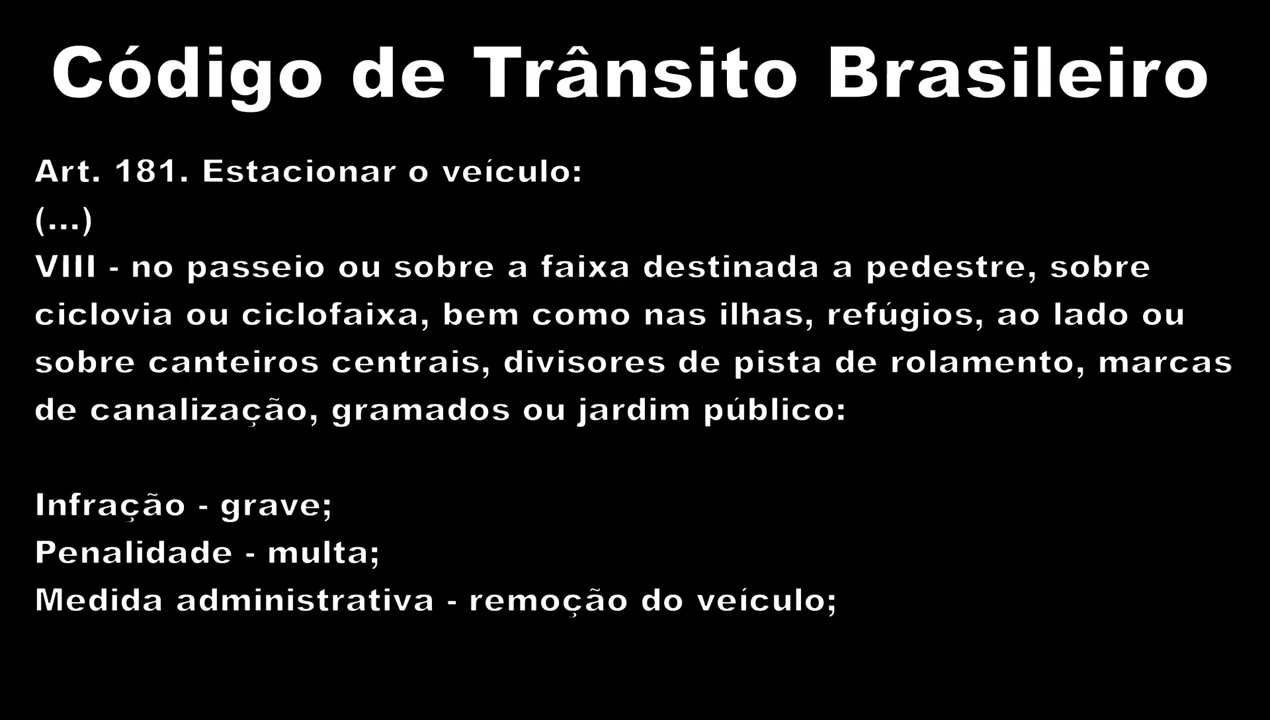 Código de Trânsito Brasileiro
Art. 181. Estacionar o veículo:
(...)
VIII - no passeio ou sobre a faixa destinada a pedestre, sobre
ciclovia ou ciclofaixa, bem como nas ilhas, refúgios, ao lado ou
sobre canteiros centrais, divisores de pista de rolamento, marcas
de canalização, gramados ou jardim público:
Infração - grave;
Penalidade - multa;
Medida administrativa - remoção do veículo;